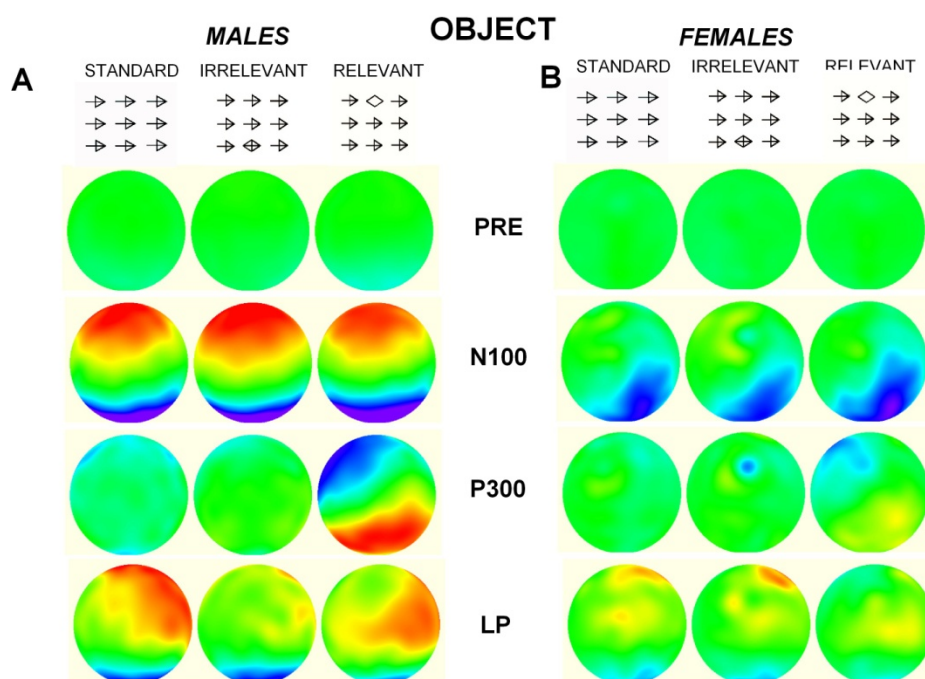 OBJECT
MALES
FEMALES
A
STANDARD IRRELEVANT RELEVANT
B
STANDARD IRRELEVANT RELEVANT
PRE
N100
P300
LP